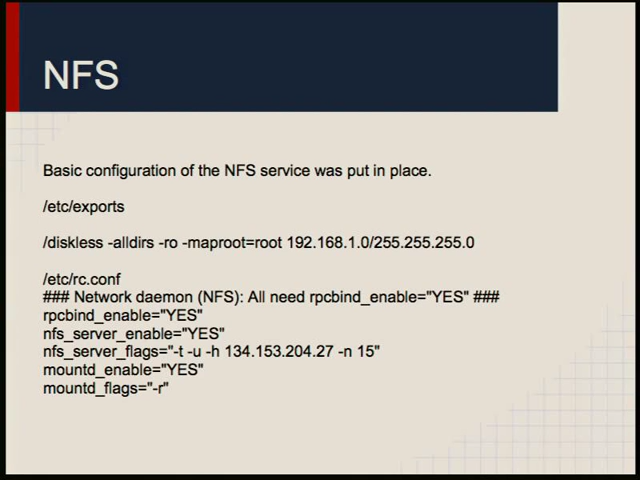 NFS
Basic configuration of the NFS service was put in place.
/etc/exports
/diskless -alldirs -ro -maproot=root 192.168.1.0/255.255.255.0
/etc/rc.conf
### Network daemon (NFS): All need rpcbind_enable="YES" ###
rpcbind_enable="YES"
nfs_server_enable="YES"
nfs_server_flags="-t -u -h 134.153.204.27 -n 15"
mountd_enable="YES"
mountd_flags="-r"